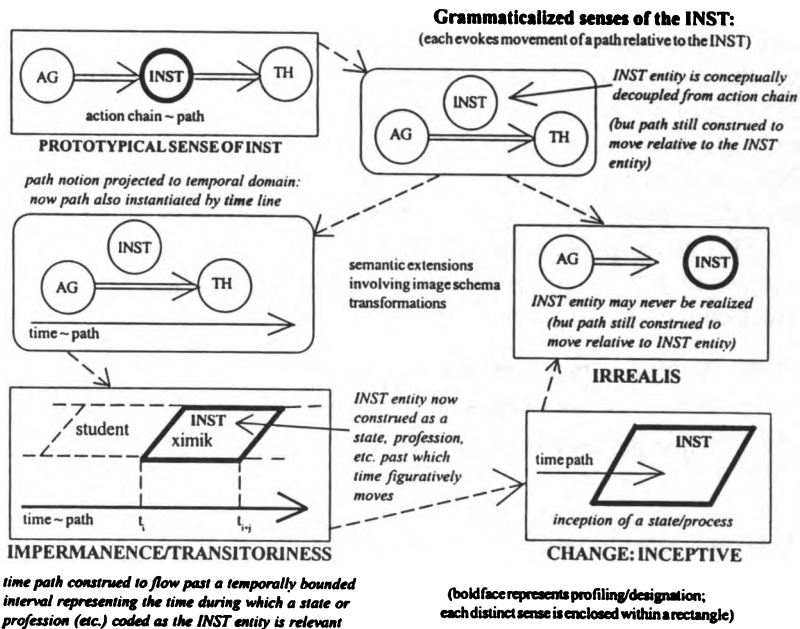 Grammaticalized senses of the INST:
(each evokes movement of a path relative to the INST)
AG
INST
TH
action chain ~ path
PROTOTYPICAL SENSE OF INST
INST
AG
TH
INST entity is conceptually
decoupled from action chain
(but path still construed to
move relative to the INST
entity)
path notion projected to temporal domain:
now path also instantiated by time line
INST
AG
TH
time ~ path
semantic extensions
involving image schema
transformations
AG
INST
INST entity may never be realized
(but path still construed to
move relative to INST entity)
IRREALIS
student
INST
ximik
time ~ path
ti
ti+j
IMPERMANENCE/TRANSITORINESS
INST entity now
construed as a
state, profession,
etc. past which
time figuratively
moves
INST
time path
inception of a state/process
CHANGE: INCEPTIVE
time path construed to flow past a temporally bounded
interval representing the time during which a state or
profession (etc.) coded as the INST entity is relevant
(boldface represents profiling/designation;
each distinct sense is enclosed within a rectangle)